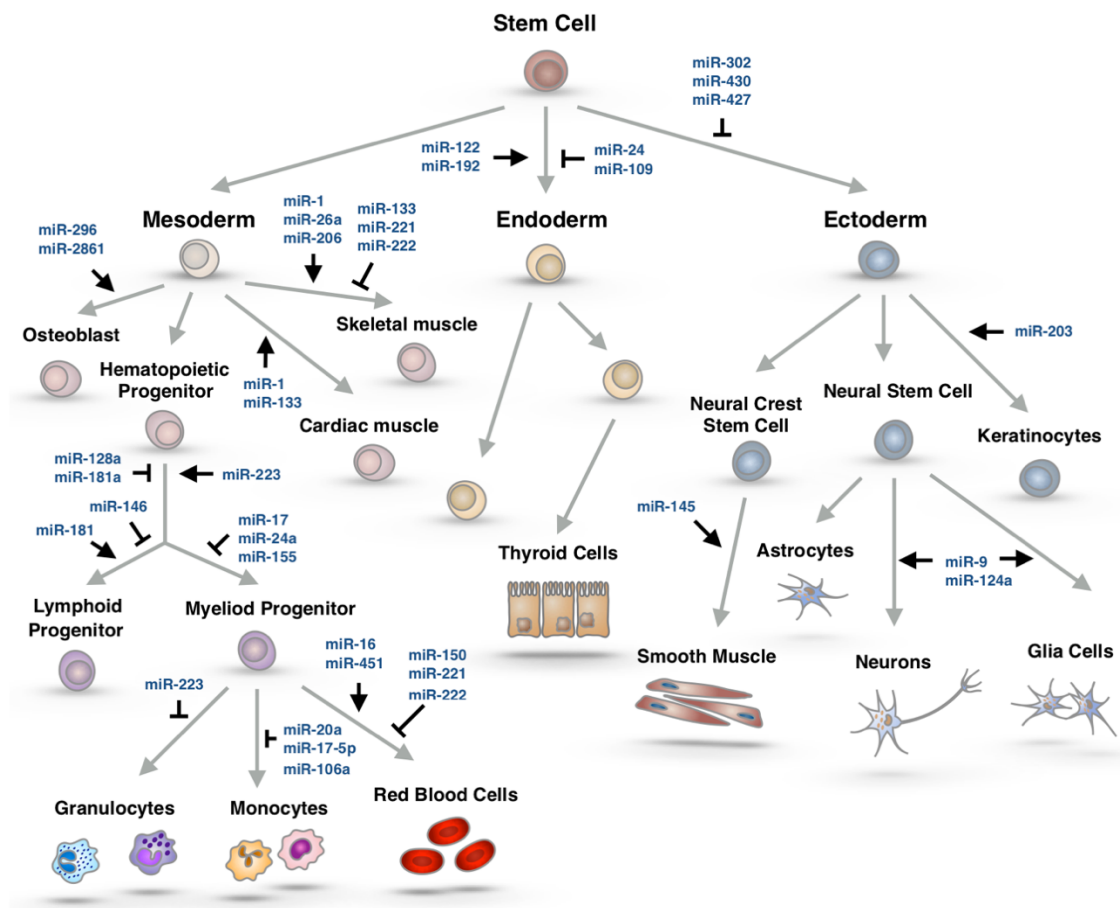 Stem Cell
miR-302
miR-430
miR-427
miR-122
miR-192
miR-24
miR-109
Mesoderm
Endoderm
Ectoderm
miR-296
miR-2861
miR-1
miR-26a
miR-206
miR-133
miR-221
miR-222
miR-203
Osteoblast
Skeletal muscle
Hematopoietic
Progenitor
miR-1
miR-133
Cardiac muscle
Neural Crest
Stem Cell
Neural Stem Cell
Keratinocytes
miR-128a
miR-181a
miR-223
miR-146
miR-181
miR-17
miR-24a
miR-155
miR-145
Thyroid Cells
Astrocytes
miR-9
miR-124a
Lymphoid
Progenitor
Myeliod Progenitor
miR-16
miR-451
miR-150
miR-221
miR-222
miR-223
miR-20a
miR-17-5p
miR-106a
Smooth Muscle
Neurons
Glia Cells
Granulocytes
Monocytes
Red Blood Cells